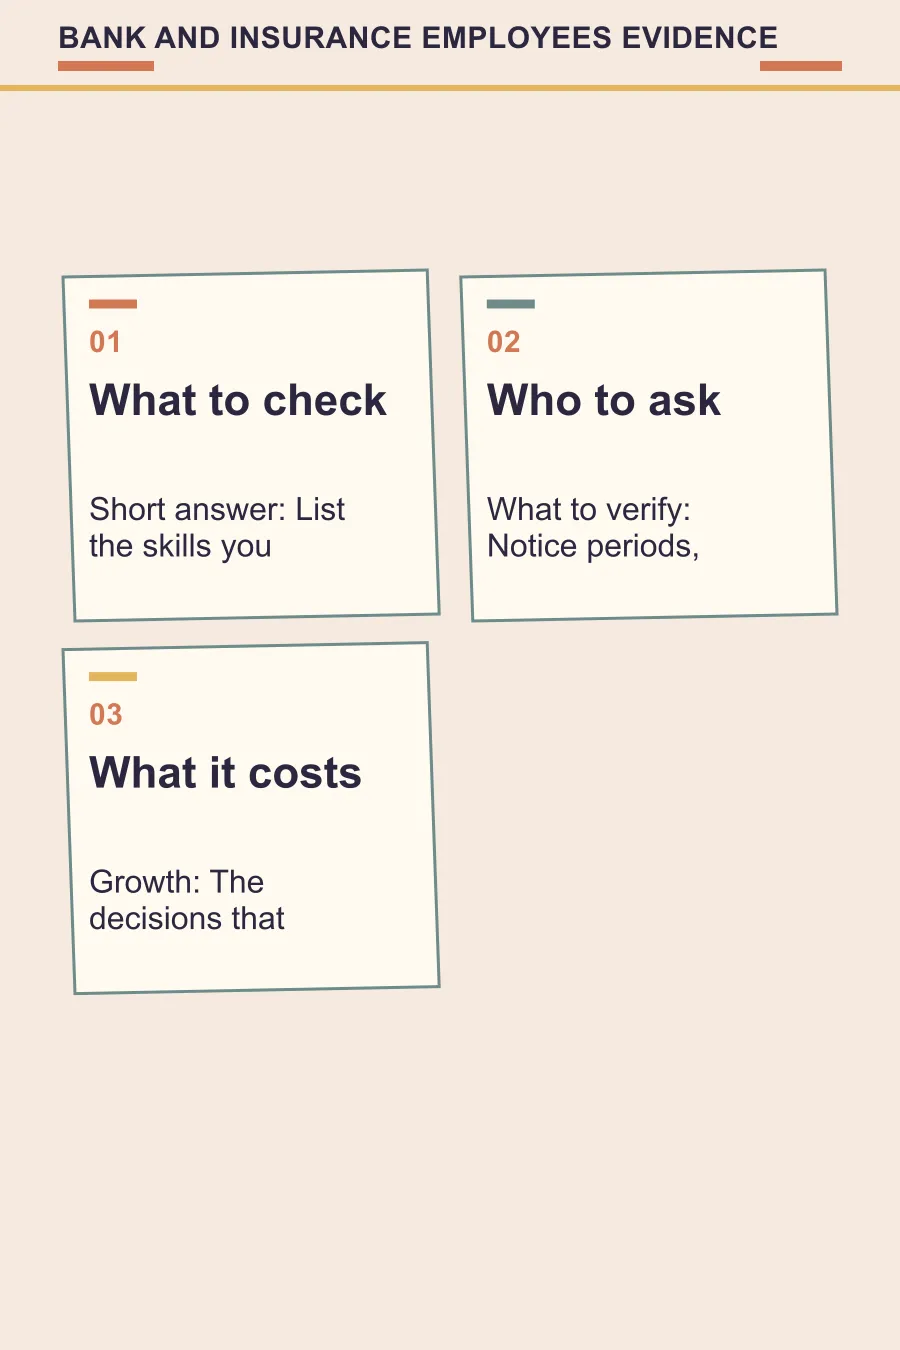 BANK AND INSURANCE EMPLOYEES EVIDENCE
01
What to check
Short answer: List
the skills you
02
Who to ask
What to verify:
Notice periods,
03
What it costs
Growth: The
decisions that